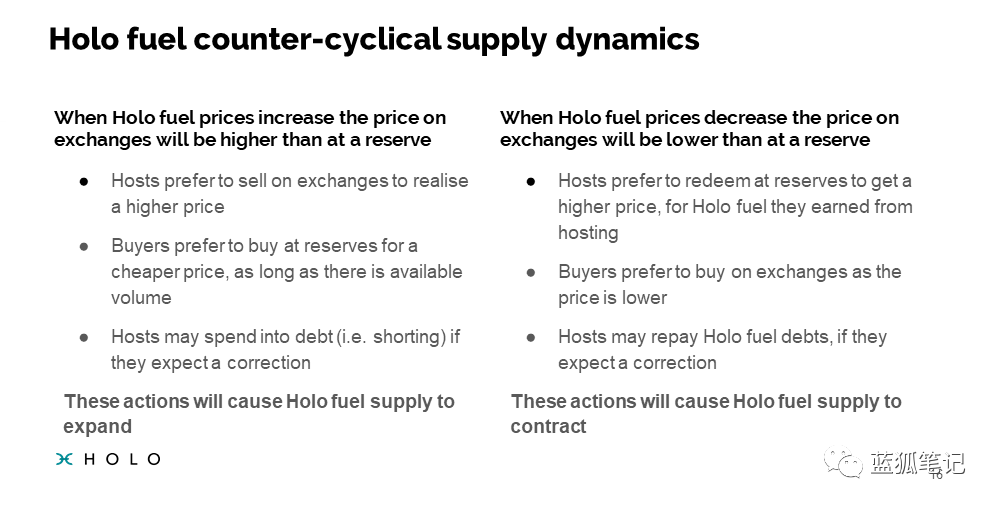 Holo fuel counter-cyclical supply dynamics
When Holo fuel prices increase the price on
exchanges will be higher than at a reserve
● Hosts prefer to sell on exchanges to realise
a higher price
● Buyers prefer to buy at reserves for a
cheaper price, as long as there is available
volume
● Hosts may spend into debt (i.e. shorting) if
they expect a correction
These actions will cause Holo fuel supply to
expand
When Holo fuel prices decrease the price on
exchanges will be lower than at a reserve
● Hosts prefer to redeem at reserves to get a
higher price, for Holo fuel they earned from
hosting
● Buyers prefer to buy on exchanges as the
price is lower
● Hosts may repay Holo fuel debts, if they
expect a correction
These actions will cause Holo fuel supply to
contract
HOLO
蓝狐笔记
16